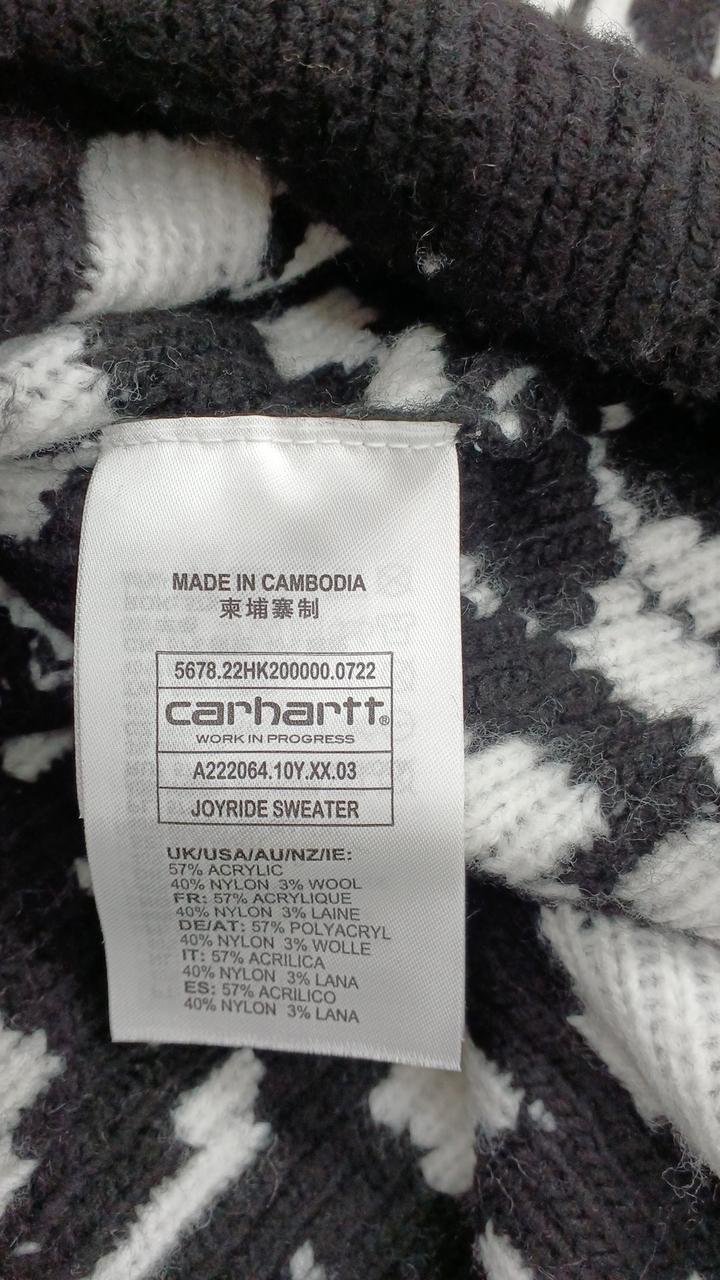 MADE IN CAMBODIA
柬埔寨制
5678.22HK200000.0722
carhartt®
WORK IN PROGRESS
A222064.10Y.XX.03
JOYRIDE SWEATER
UK/USA/AU/NZ/IE:
57% ACRYLIC
40% NYLON 3% WOOL
FR: 57% ACRYLIQUE
40% NYLON 3% LAINE
DE/AT: 57% POLYACRYL
40% NYLON 3% WOLLE
IT: 57% ACRILICA
40% NYLON 3% LANA
ES: 57% ACRILICO
40% NYLON 3% LANA